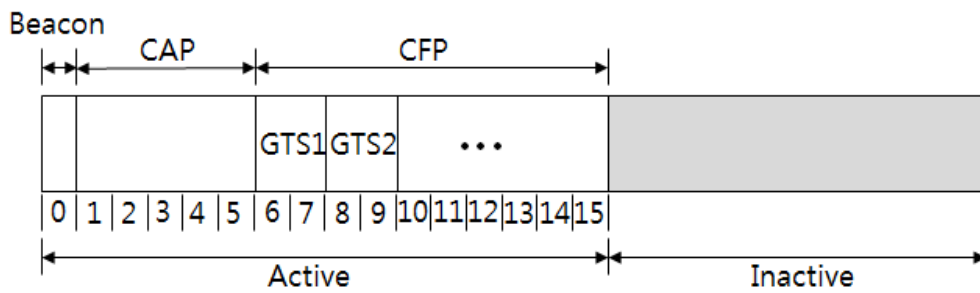 Beacon
CAP CFP
GTS1 GTS2 •••
0 1 2 3 4 5 6 7 8 9 10 11 12 13 14 15
Active Inactive